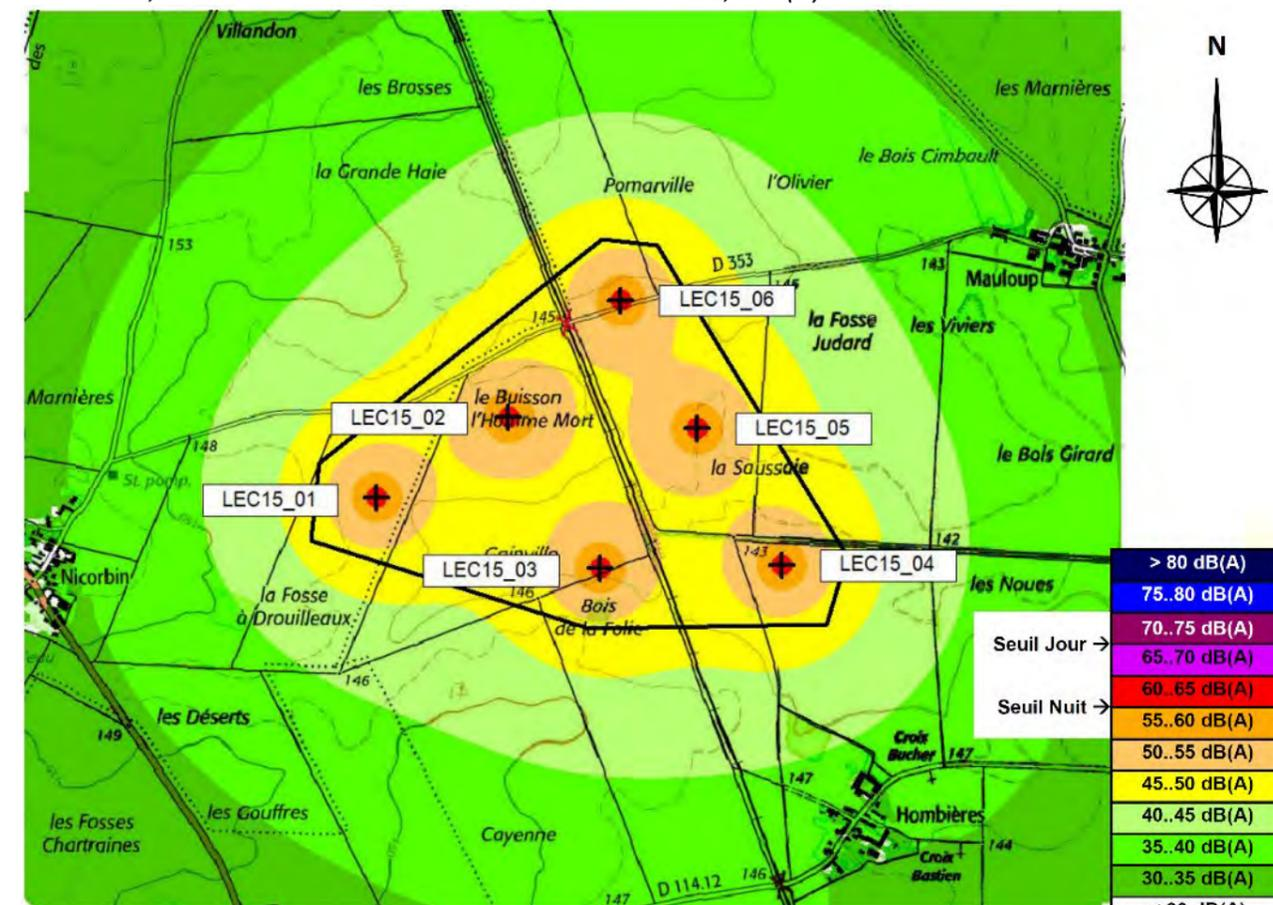 des
Villandon
N
les Brosses
les Marnières
la Grande Haie
le Bois Cimbault
Pomarville
l'Olivier
153
D 353
143
Mauloup
145
LEC15_06
la Fosse
Judard
les Viviers
145
Marnières
le Buisson
l'Homme Mort
LEC15_02
LEC15_05
148
la Saussaie
le Bois Girard
St. pomp.
LEC15_01
142
Nicorbin
LEC15_03
143
LEC15_04
les Noues
la Fosse
à Drouilleaux
146
Bois
de la Folie
146
les Déserts
149
Croix
Bucher
147
147
les Gouffres
Hombières
les Fosses
Chartraines
Cayenne
144
Croix
Bastien
D 114.12
146
147
> 80 dB(A)
75..80 dB(A)
70..75 dB(A)
Seuil Jour →
65..70 dB(A)
60..65 dB(A)
Seuil Nuit →
55..60 dB(A)
50..55 dB(A)
45..50 dB(A)
40..45 dB(A)
35..40 dB(A)
30..35 dB(A)